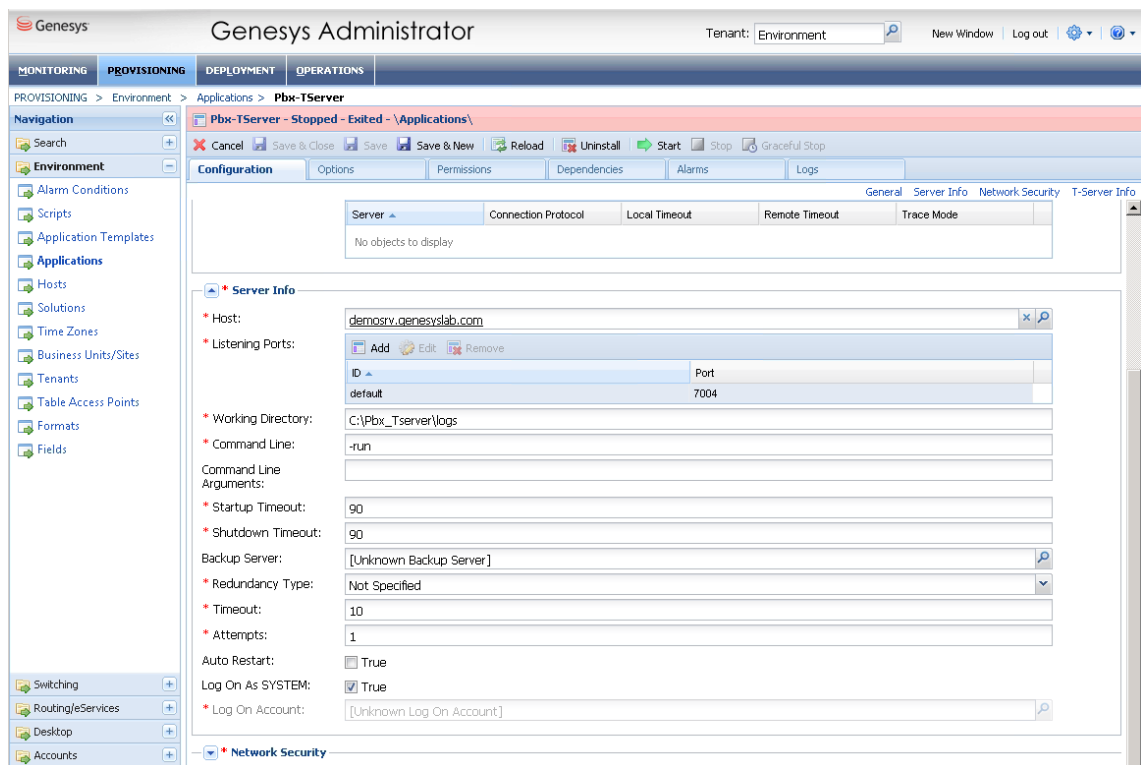 Genesys
Genesys Administrator
Tenant: Environment
New Window Log out
MONITORING PROVISIONING DEPLOYMENT OPERATIONS
PROVISIONING > Environment > Applications > Pbx-TServer
Navigation
Pbx-TServer - Stopped - Exited - \Applications\
Search
Cancel Save & Close Save Save & New Reload Uninstall Start Stop Graceful Stop
Environment
Configuration Options Permissions Dependencies Alarms Logs
Alarm Conditions
General Server Info Network Security T-Server Info
Scripts
Server Connection Protocol Local Timeout Remote Timeout Trace Mode
Application Templates
No objects to display
Applications
Hosts
* Server Info
Solutions
* Host: demosrv.genesyslab.com
Time Zones
* Listening Ports: Add Edit Remove
Business Units/Sites
ID Port
Tenants
default 7004
Table Access Points
* Working Directory: C:\Pbx_Tserver\logs
Formats
* Command Line: -run
Fields
Command Line
Arguments:
* Startup Timeout: 90
* Shutdown Timeout: 90
Backup Server: [Unknown Backup Server]
* Redundancy Type: Not Specified
* Timeout: 10
* Attempts: 1
Auto Restart: True
Switching
Log On As SYSTEM: True
Routing/eServices
* Log On Account: [Unknown Log On Account]
Desktop
Accounts
* Network Security